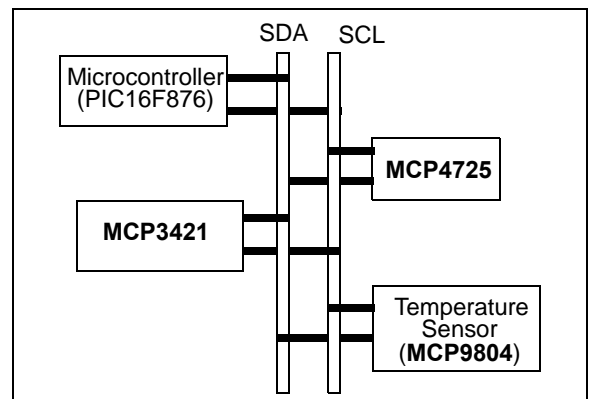 SDA SCL
Microcontroller
(PIC16F876)
MCP4725
MCP3421
Temperature
Sensor
(MCP9804)